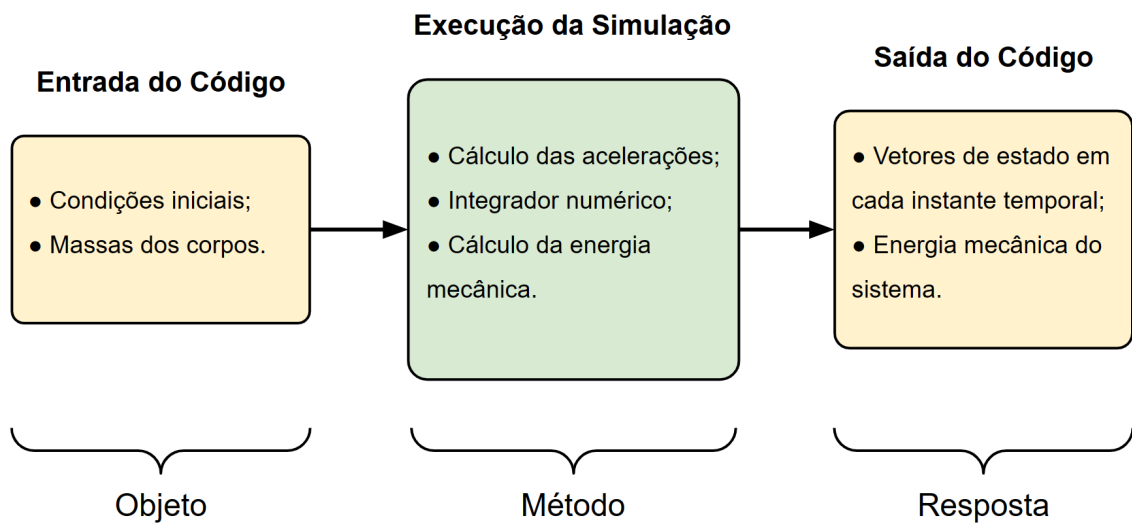 Entrada do Código
● Condições iniciais;
● Massas dos corpos.
Objeto
Execução da Simulação
● Cálculo das acelerações;
● Integrador numérico;
● Cálculo da energia
mecânica.
Método
Saída do Código
● Vetores de estado em
cada instante temporal;
● Energia mecânica do
sistema.
Resposta